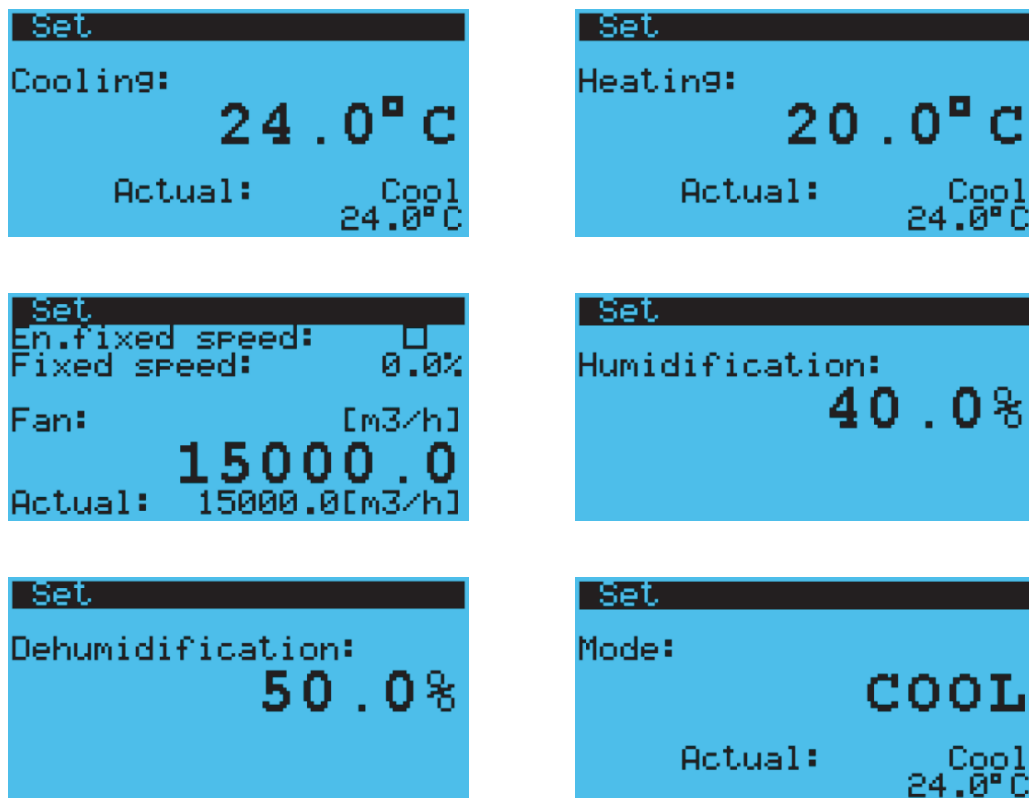 Set
Cooling:
24.0°C
Actual: Cool
24.0°C
Set
Heating:
20.0°C
Actual: Cool
24.0°C
Set
En.fixed speed: □
Fixed speed: 0.0%
Fan: [m3/h]
15000.0
Actual: 15000.0[m3/h]
Set
Humidification:
40.0%
Set
Dehumidification:
50.0%
Set
Mode:
COOL
Actual: Cool
24.0°C